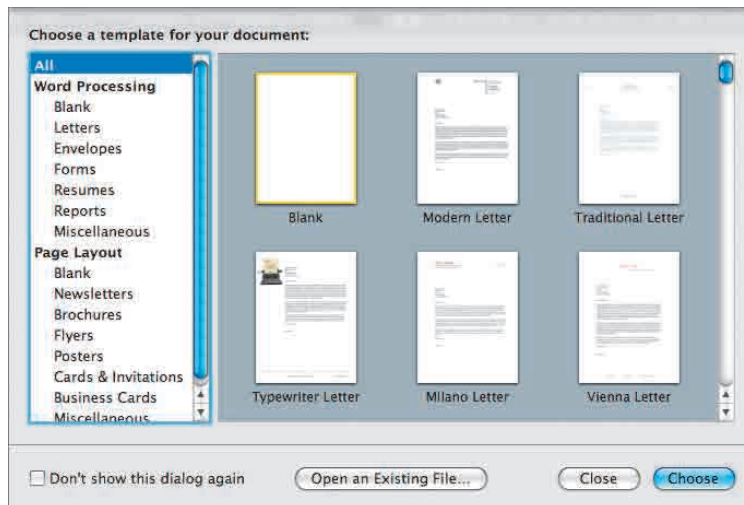 Choose a template for your document:
All
Word Processing
Blank
Letters
Envelopes
Forms
Resumes
Reports
Miscellaneous
Page Layout
Blank
Newsletters
Brochures
Flyers
Posters
Cards & Invitations
Business Cards
Miscellaneous
Blank
Modern Letter
Traditional Letter
Typewriter Letter
Milano Letter
Vienna Letter
Don't show this dialog again
Open an Existing File...
Close
Choose